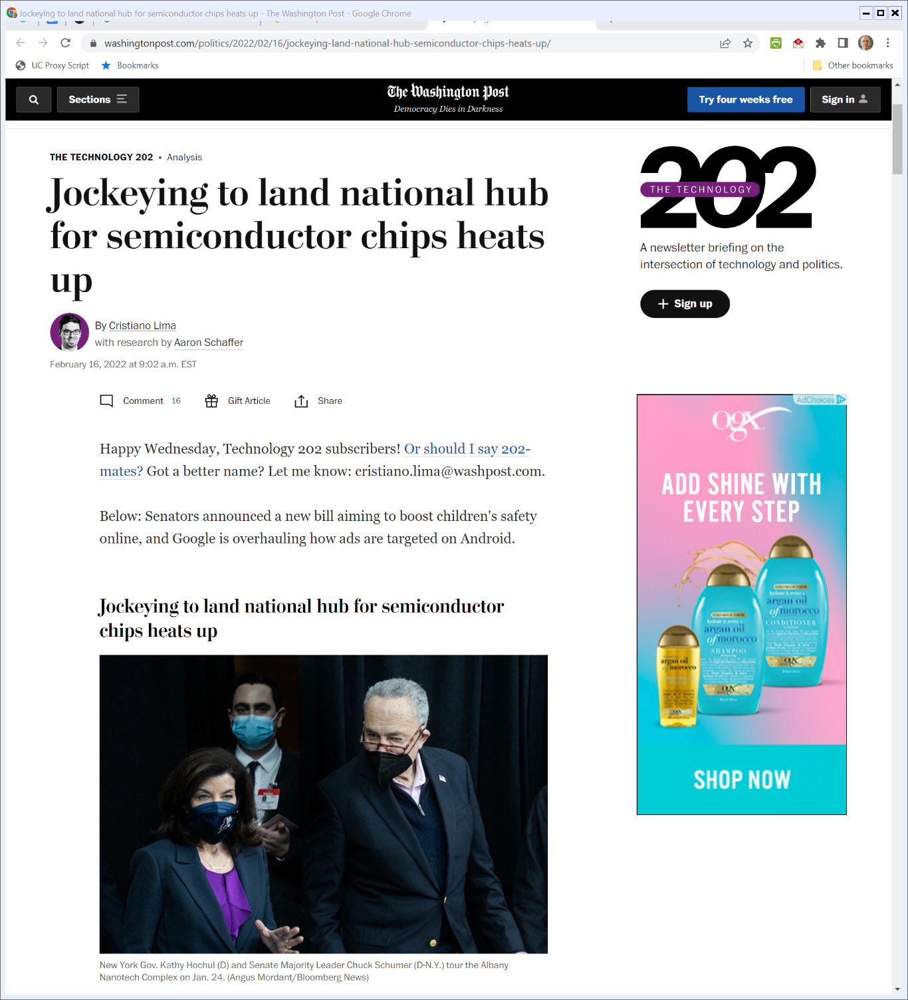 Jockeying to land national hub for semiconductor chips heats up - The Washington Post - Google Chrome
washingtonpost.com/politics/2022/02/16/jockeying-land-national-hub-semiconductor-chips-heats-up/
UC Proxy Script Bookmarks Other bookmarks
Sections
The Washington Post
Democracy Dies in Darkness
Try four weeks free
Sign in
THE TECHNOLOGY 202 • Analysis
Jockeying to land national hub
for semiconductor chips heats
up
By Cristiano Lima
with research by Aaron Schaffer
February 16, 2022 at 9:02 a.m. EST
Comment 16 Gift Article Share
Happy Wednesday, Technology 202 subscribers! Or should I say 202-
mates? Got a better name? Let me know: cristiano.lima@washpost.com.
Below: Senators announced a new bill aiming to boost children's safety
online, and Google is overhauling how ads are targeted on Android.
Jockeying to land national hub for semiconductor
chips heats up
New York Gov. Kathy Hochul (D) and Senate Majority Leader Chuck Schumer (D-N.Y.) tour the Albany
Nanotech Complex on Jan. 24. (Angus Mordant/Bloomberg News)
202
THE TECHNOLOGY
A newsletter briefing on the
intersection of technology and politics.
+ Sign up
AdChoices
ogx
ADD SHINE WITH
EVERY STEP
argan oil
of morocco
CONDITIONER
ogx
argan oil
of morocco
SHAMPOO
ogx
argan oil
of morocco
SHOP NOW